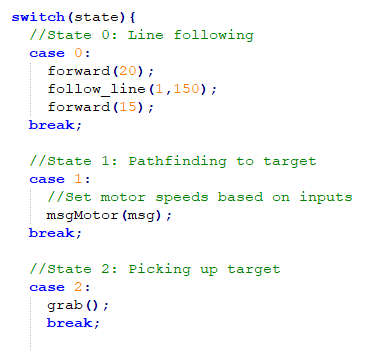 switch(state){
//State 0: Line following
case 0:
forward(20);
follow_line(1,150);
forward(15);
break;
//State 1: Pathfinding to target
case 1:
//Set motor speeds based on inputs
msgMotor(msg);
break;
//State 2: Picking up target
case 2:
grab();
break;